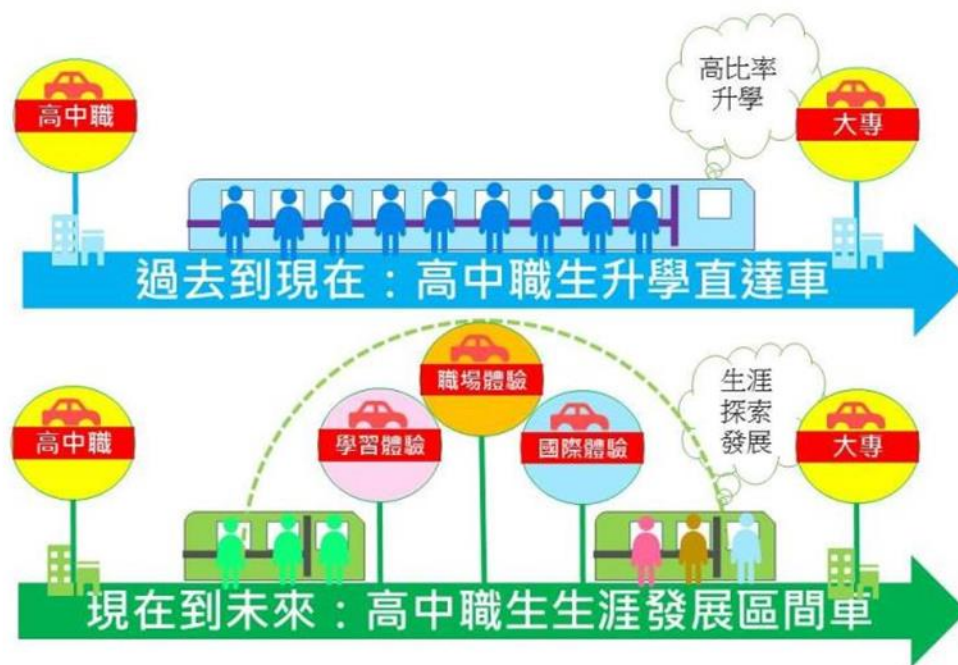 高中職
高比率
升學
大專
過去到現在：高中職生升學直達車
高中職
學習體驗
職場體驗
國際體驗
生涯
探索
發展
大專
現在到未來：高中職生生涯發展區間車